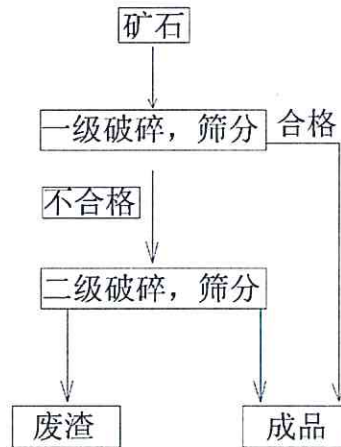 矿石
一级破碎，筛分
合格
不合格
二级破碎，筛分
废渣
成品